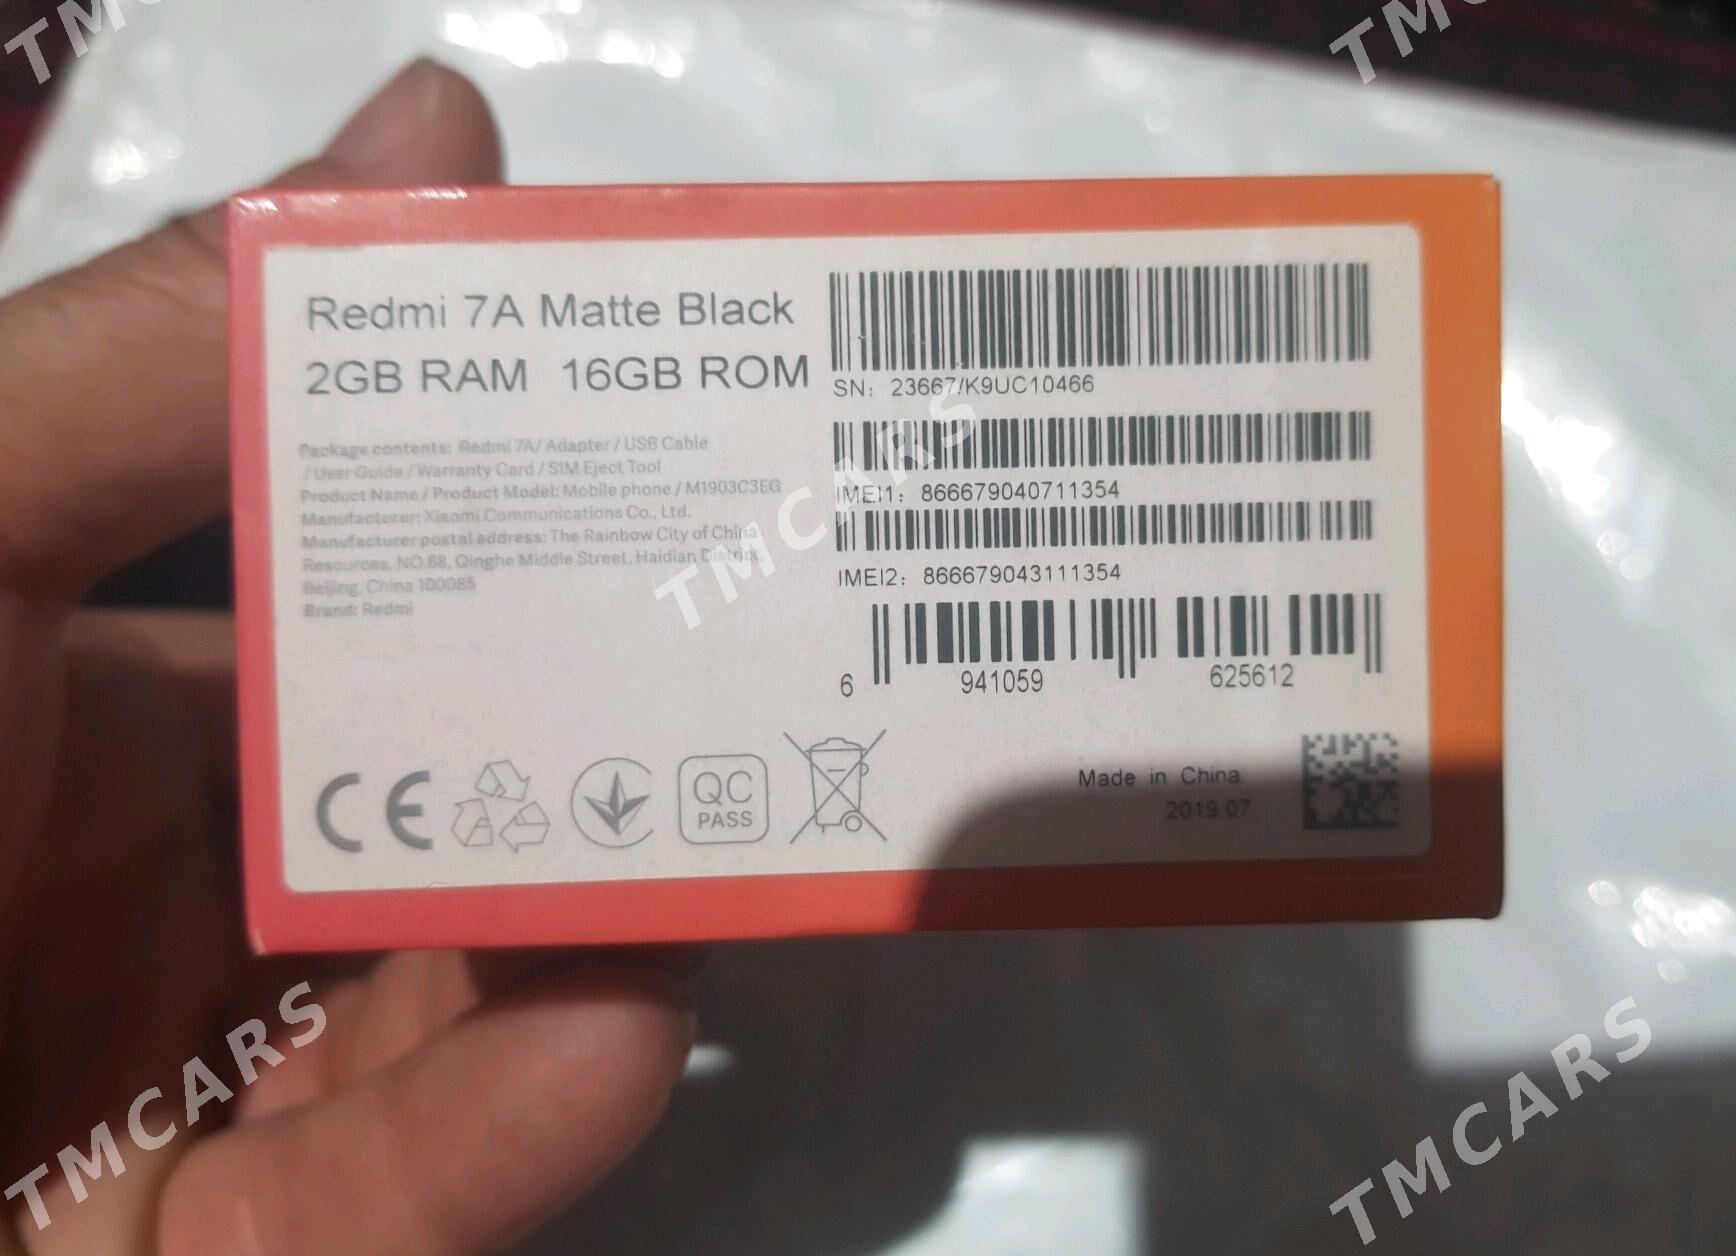 TMCARS
TMCARS
Redmi 7A Matte Black
2GB RAM 16GB ROM
Package contents: Redmi 7A/ Adapter / USB Cable
/ User Guide / Warranty Card / SIM Eject Tool
Product Name / Product Model: Mobile phone / M1903C3EG
Manufacturer: Xiaomi Communications Co., Ltd.
Manufacturer postal address: The Rainbow City of China
Resources, NO.68, Qinghe Middle Street, Haidian District,
Beijing, China 100085
Brand: Redmi
SN: 23667/K9UC10466
IMEI1: 866679040711354
IMEI2: 866679043111354
6 941059 625612
TMCARS
CE
QC
PASS
Made in China
2019.07
TMCARS
TMCARS